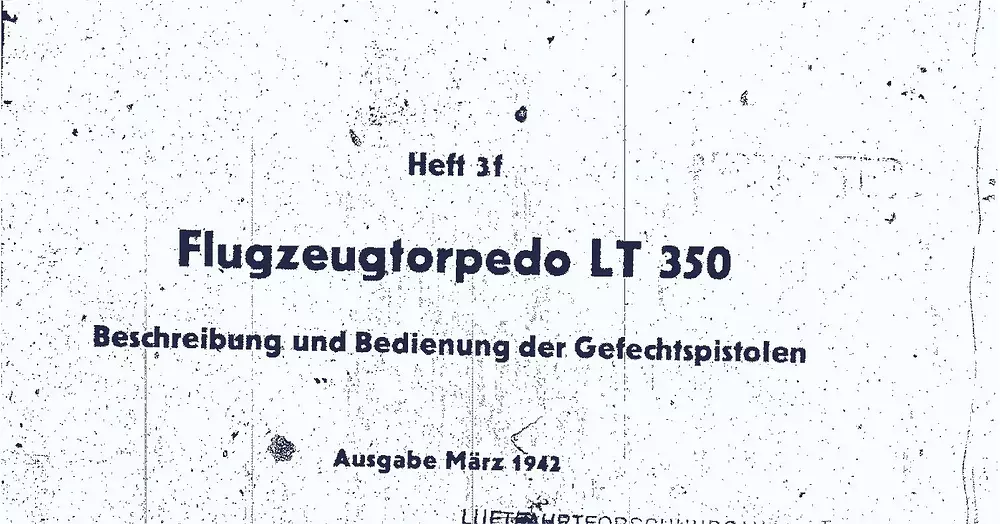 Heft 3f
Flugzeugtorpedo LT 350
Beschreibung und Bedienung der Gefechtspistolen
Ausgabe März 1942